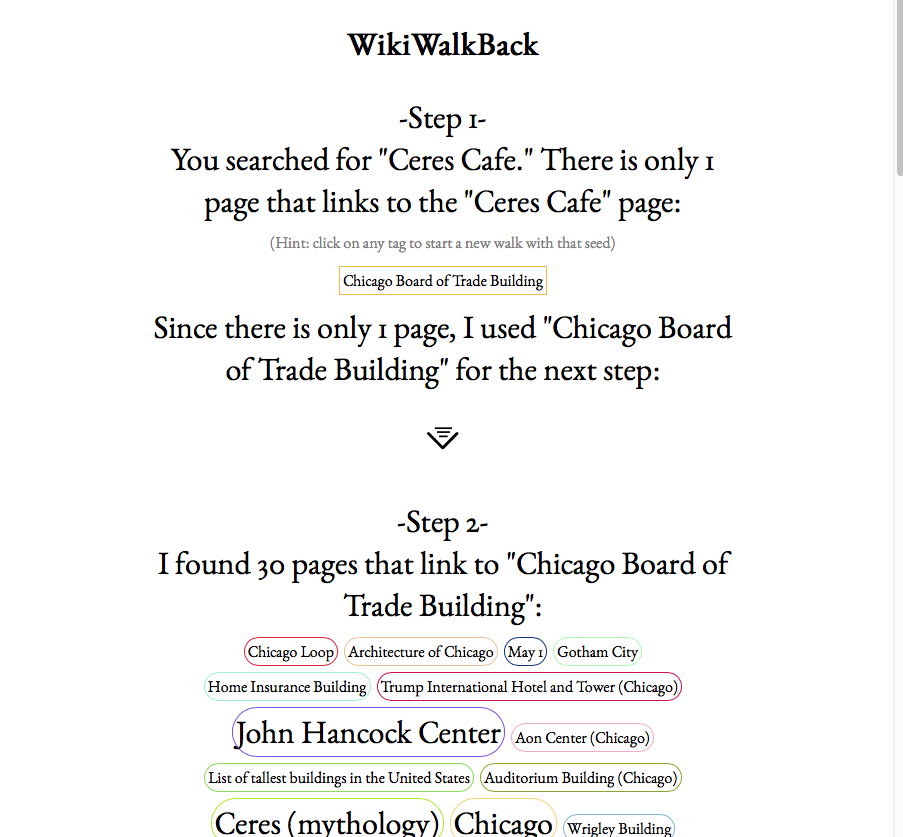 WikiWalkBack
-Step 1-
You searched for "Ceres Cafe." There is only 1
page that links to the "Ceres Cafe" page:
(Hint: click on any tag to start a new walk with that seed)
Chicago Board of Trade Building
Since there is only 1 page, I used "Chicago Board
of Trade Building" for the next step:
-Step 2-
I found 30 pages that link to "Chicago Board of
Trade Building":
Chicago Loop Architecture of Chicago May 1 Gotham City
Home Insurance Building Trump International Hotel and Tower (Chicago)
John Hancock Center Aon Center (Chicago)
List of tallest buildings in the United States Auditorium Building (Chicago)
Ceres (mythology) Chicago Wrigley Building